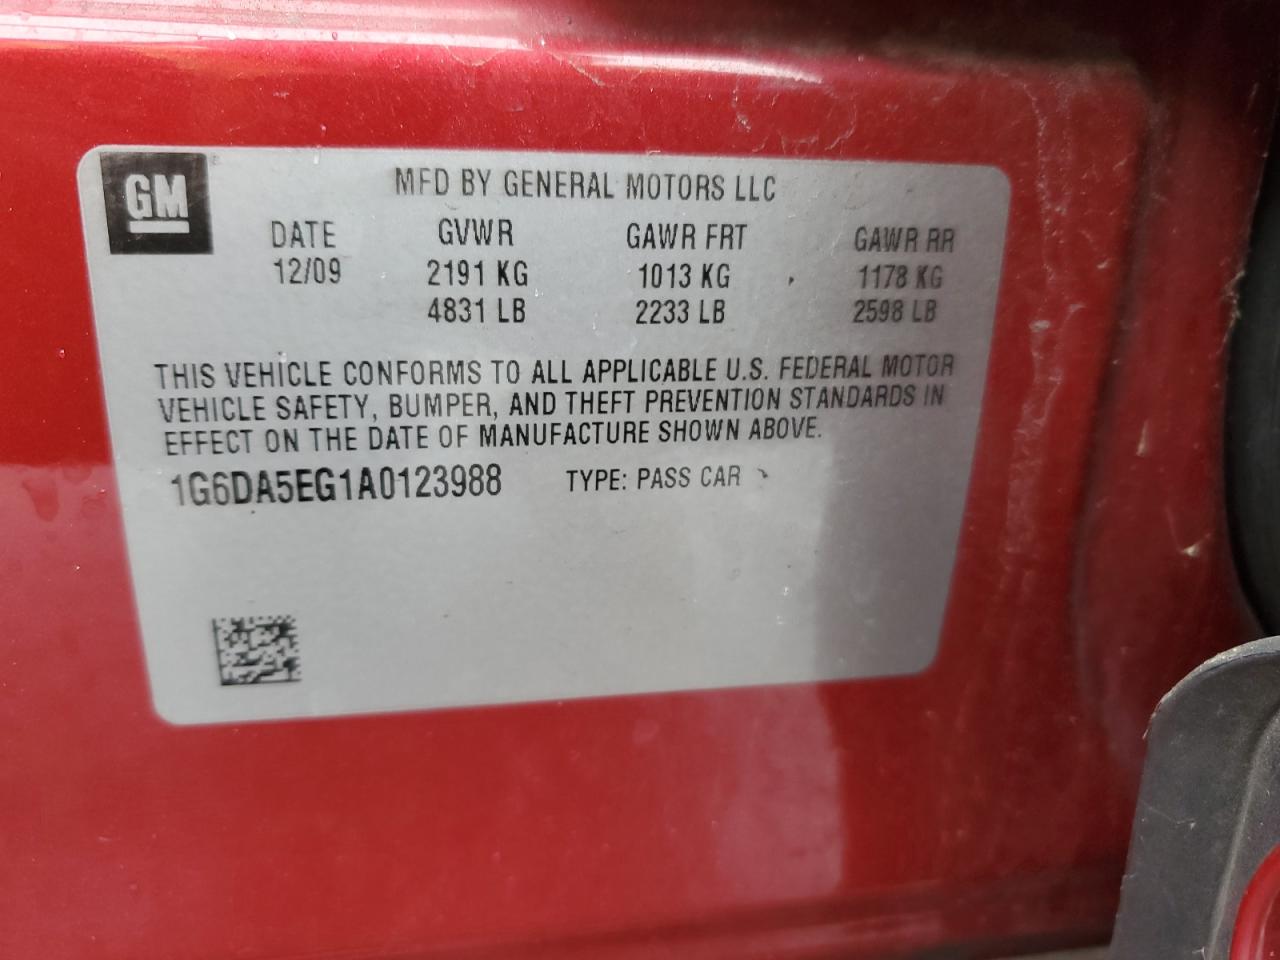 GM
MFD BY GENERAL MOTORS LLC
DATE GVWR GAWR FRT GAWR RR
12/09 2191 KG 1013 KG 1178 KG
4831 LB 2233 LB 2598 LB
THIS VEHICLE CONFORMS TO ALL APPLICABLE U.S. FEDERAL MOTOR
VEHICLE SAFETY, BUMPER, AND THEFT PREVENTION STANDARDS IN
EFFECT ON THE DATE OF MANUFACTURE SHOWN ABOVE.
1G6DA5EG1A0123988 TYPE: PASS CAR